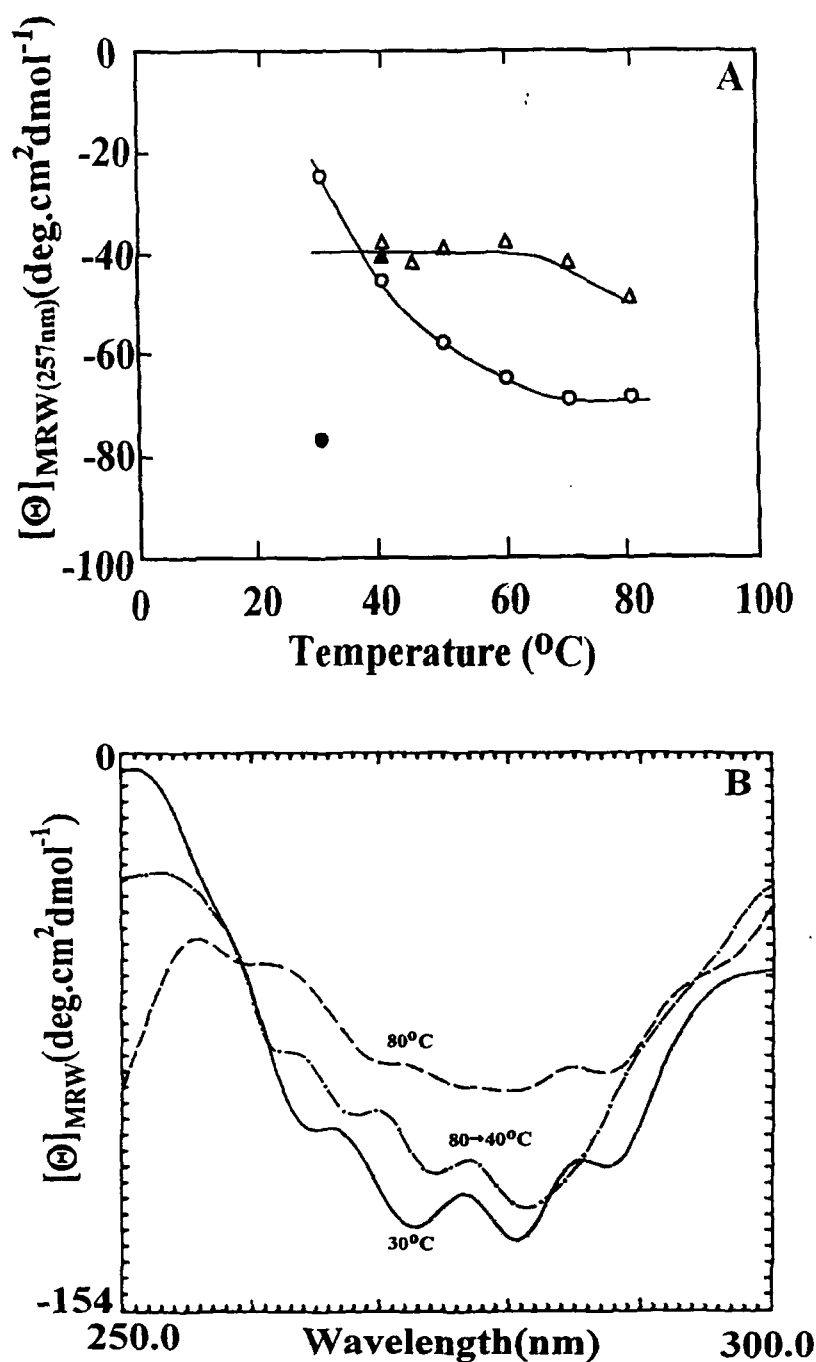 A
0
-20
-40
-60
-80
-100
[Θ]MRW(257nm)(deg.cm²dmol⁻¹)
0 20 40 60 80 100
Temperature (⁰C)
B
0
-154
[Θ]MRW(deg.cm²dmol⁻¹)
80⁰C
80→40⁰C
30⁰C
250.0 Wavelength(nm) 300.0